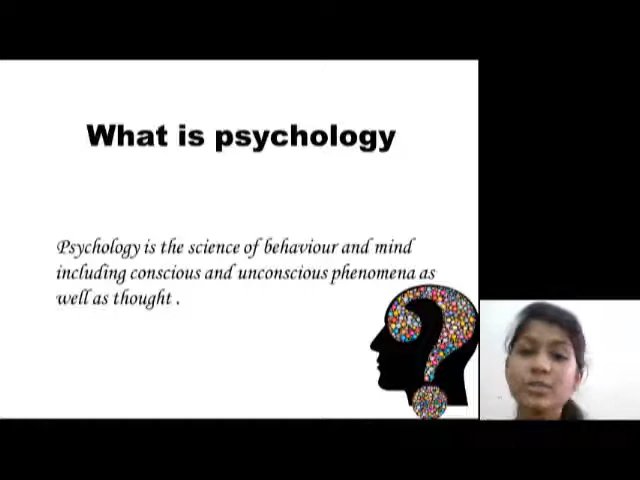 What is psychology
Psychology is the science of behaviour and mind
including conscious and unconscious phenomena as
well as thought .